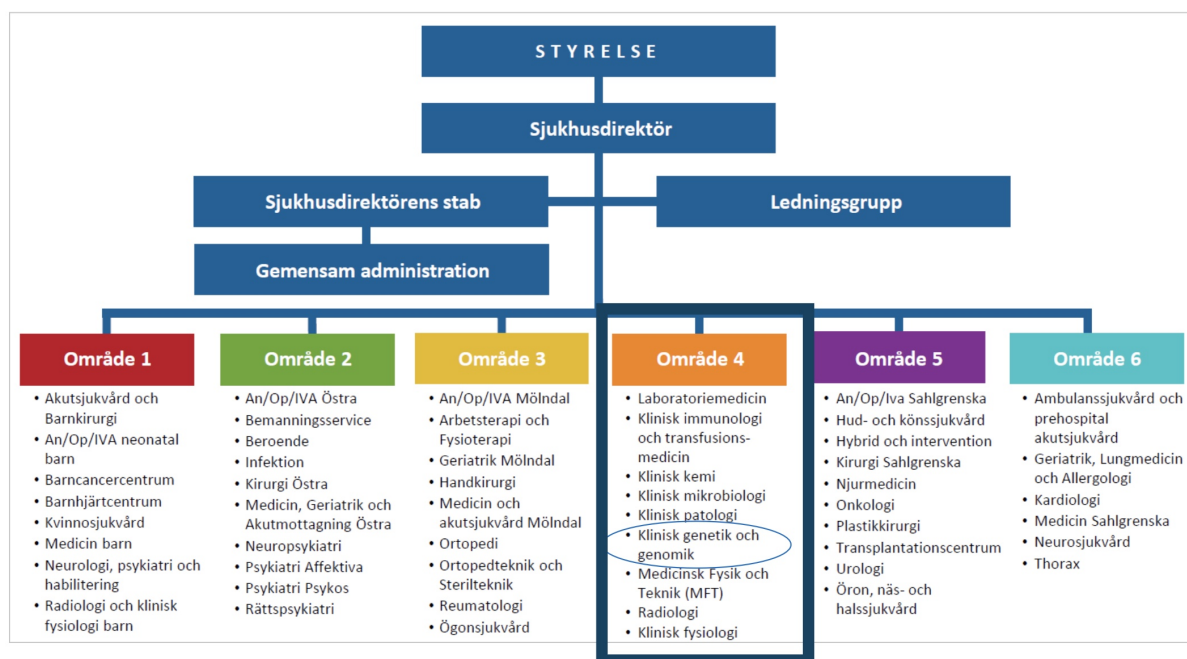 STYRELSE
Sjukhusdirektör
Sjukhusdirektörens stab
Ledningsgrupp
Gemensam administration
Område 1
• Akutsjukvård och
Barnkirurgi
• An/Op/IVA neonatal
barn
• Barncancercentrum
• Barnhjärtcentrum
• Kvinnosjukvård
• Medicin barn
• Neurologi, psykiatri och
habilitering
• Radiologi och klinisk
fysiologi barn
Område 2
• An/Op/IVA Östra
• Bemanningsservice
• Beroende
• Infektion
• Kirurgi Östra
• Medicin, Geriatrik och
Akutmottagning Östra
• Neuropsykiatri
• Psykiatri Affektiva
• Psykiatri Psykos
• Rättspsykiatri
Område 3
• An/Op/IVA Mölndal
• Arbetsterapi och
Fysioterapi
• Geriatrik Mölndal
• Handkirurgi
• Medicin och
akutsjukvård Mölndal
• Ortopedi
• Ortopedteknik och
Sterilteknik
• Reumatologi
• Ögonsjukvård
Område 4
• Laboratoriemedicin
• Klinisk immunologi
och transfusions-
medicin
• Klinisk kemi
• Klinisk mikrobiologi
• Klinisk patologi
• Klinisk genetik och
genomik
• Medicinsk Fysik och
Teknik (MFT)
• Radiologi
• Klinisk fysiologi
Område 5
• An/Op/Iva Sahlgrenska
• Hud- och könssjukvård
• Hybrid och intervention
• Kirurgi Sahlgrenska
• Njurmedicin
• Onkologi
• Plastikkirurgi
• Transplantationscentrum
• Urologi
• Öron, näs- och
halssjukvård
Område 6
• Ambulanssjukvård och
prehospital
akutsjukvård
• Geriatrik, Lungmedicin
och Allergologi
• Kardiologi
• Medicin Sahlgrenska
• Neurosjukvård
• Thorax